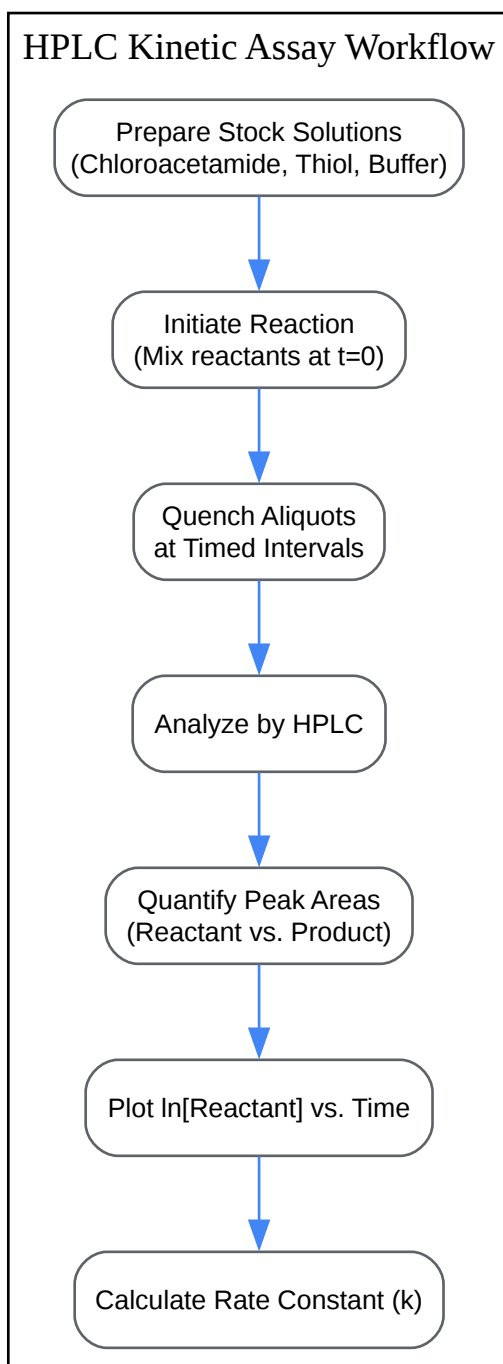 HPLC Kinetic Assay Workflow
Prepare Stock Solutions
(Chloroacetamide, Thiol, Buffer)
Initiate Reaction
(Mix reactants at t=0)
Quench Aliquots
at Timed Intervals
Analyze by HPLC
Quantify Peak Areas
(Reactant vs. Product)
Plot ln[Reactant] vs. Time
Calculate Rate Constant (k)